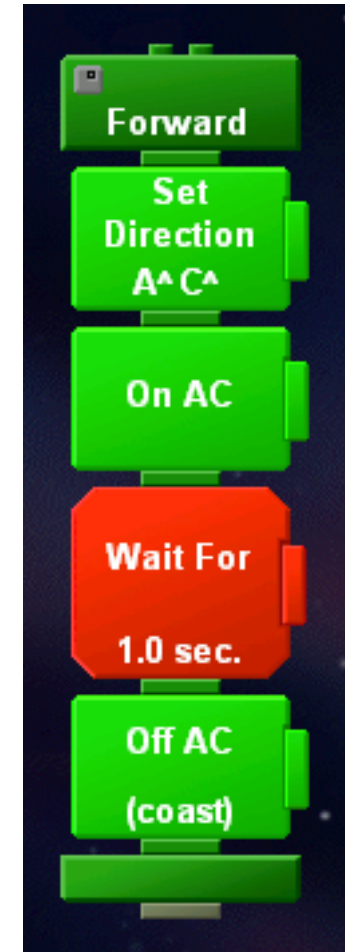 Forward
Set
Direction
A^ C^
On AC
Wait For
1.0 sec.
Off AC
(coast)